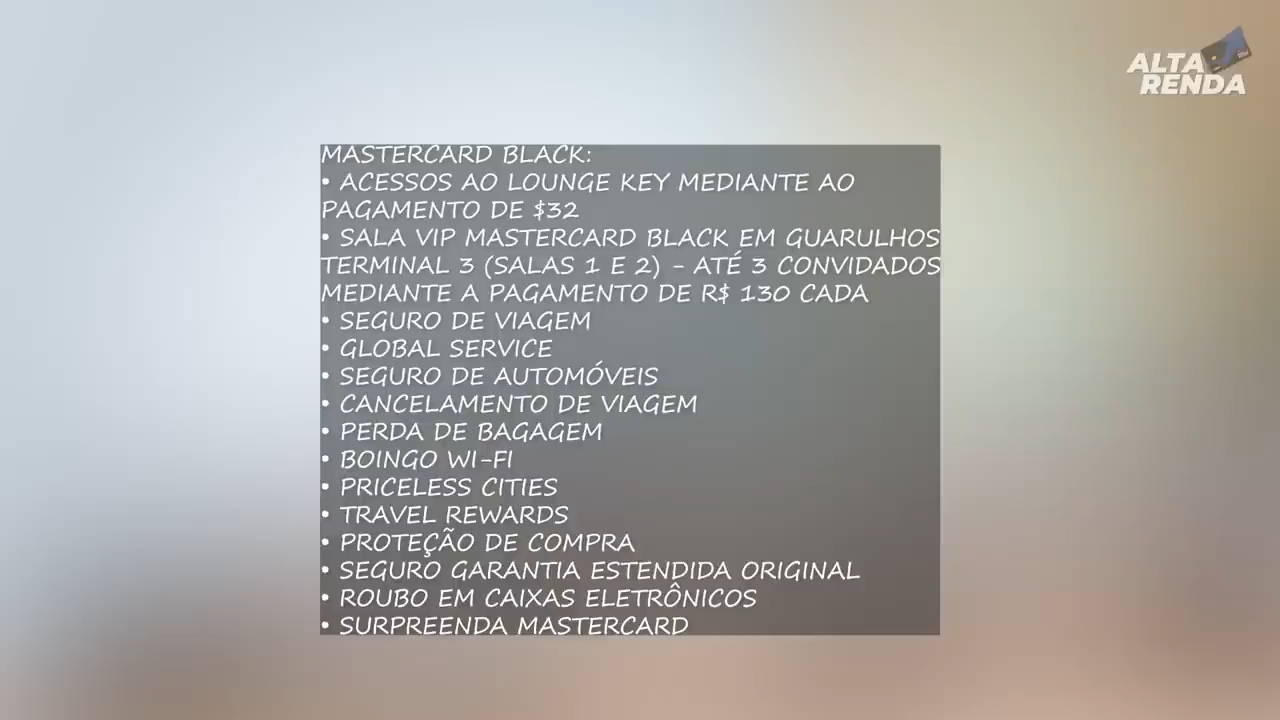 ALTA
RENDA
MASTERCARD BLACK:
• ACESSOS AO LOUNGE KEY MEDIANTE AO
PAGAMENTO DE $32
• SALA VIP MASTERCARD BLACK EM GUARULHOS
TERMINAL 3 (SALAS 1 E 2) - ATÉ 3 CONVIDADOS
MEDIANTE A PAGAMENTO DE R$ 130 CADA
• SEGURO DE VIAGEM
• GLOBAL SERVICE
• SEGURO DE AUTOMÓVEIS
• CANCELAMENTO DE VIAGEM
• PERDA DE BAGAGEM
• BOINGO WI-FI
• PRICELESS CITIES
• TRAVEL REWARDS
• PROTEÇÃO DE COMPRA
• SEGURO GARANTIA ESTENDIDA ORIGINAL
• ROUBO EM CAIXAS ELETRÔNICOS
• SURPREENDA MASTERCARD